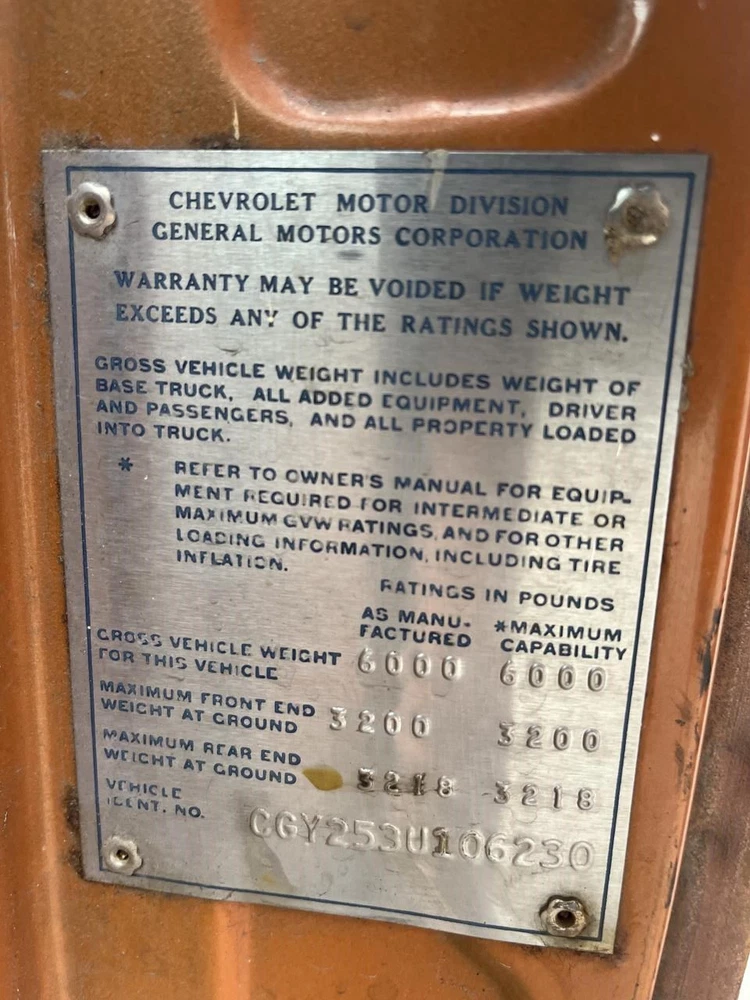 CHEVROLET MOTOR DIVISION
GENERAL MOTORS CORPORATION
WARRANTY MAY BE VOIDED IF WEIGHT
EXCEEDS ANY OF THE RATINGS SHOWN.
GROSS VEHICLE WEIGHT INCLUDES WEIGHT OF
BASE TRUCK, ALL ADDED EQUIPMENT, DRIVER
AND PASSENGERS, AND ALL PROPERTY LOADED
INTO TRUCK.
* REFER TO OWNER'S MANUAL FOR EQUIP-
MENT REQUIRED FOR INTERMEDIATE OR
MAXIMUM GVW RATINGS, AND FOR OTHER
LOADING INFORMATION, INCLUDING TIRE
INFLATION.
RATINGS IN POUNDS
AS MANU-
FACTURED
*MAXIMUM
CAPABILITY
GROSS VEHICLE WEIGHT
FOR THIS VEHICLE 6000 6000
MAXIMUM FRONT END
WEIGHT AT GROUND 3200 3200
MAXIMUM REAR END
WEIGHT AT GROUND 3218 3218
VEHICLE
IDENT. NO. CGY253U106230